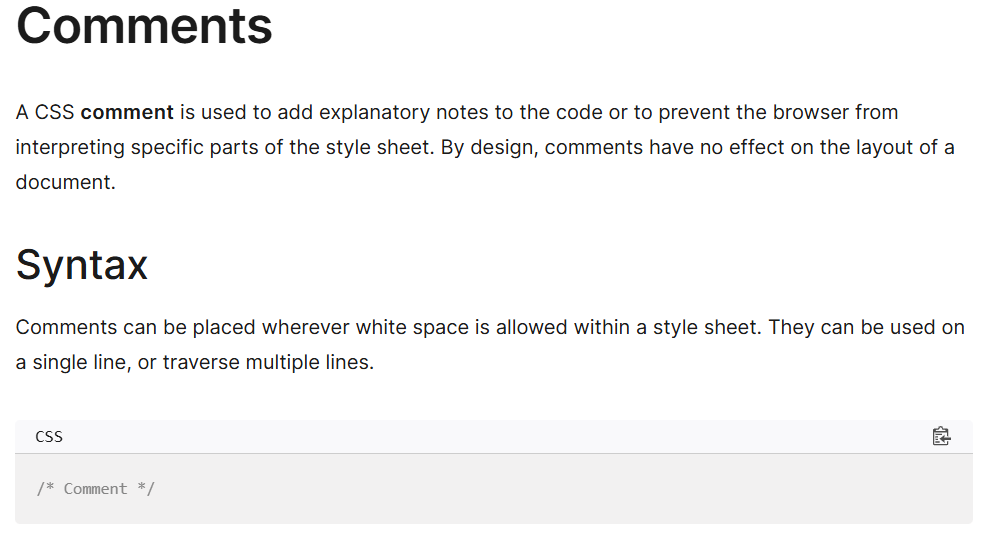 Comments
A CSS comment is used to add explanatory notes to the code or to prevent the browser from
interpreting specific parts of the style sheet. By design, comments have no effect on the layout of a
document.
Syntax
Comments can be placed wherever white space is allowed within a style sheet. They can be used on
a single line, or traverse multiple lines.
CSS
/* Comment */